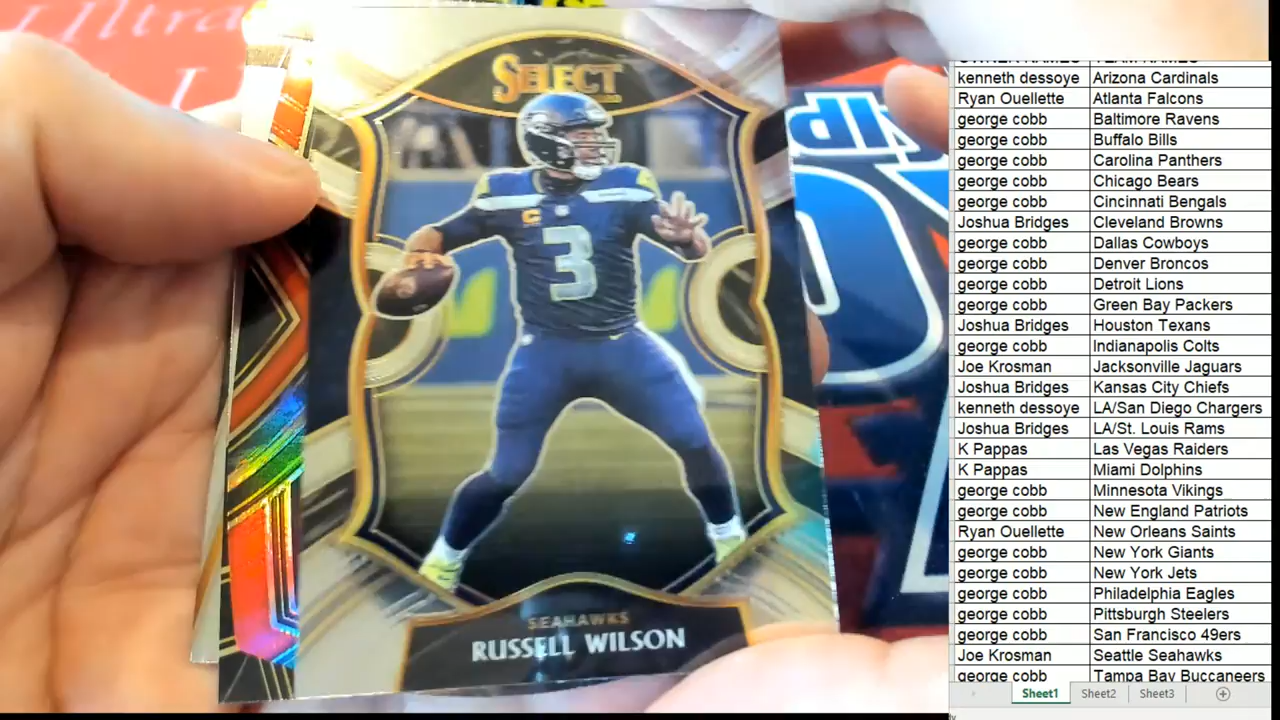 Ultra
SELECT
3
C
SEAHAWKS
RUSSELL WILSON
RIP
OWNER NAMES TEAM NAMES
kenneth dessoye Arizona Cardinals
Ryan Ouellette Atlanta Falcons
george cobb Baltimore Ravens
george cobb Buffalo Bills
george cobb Carolina Panthers
george cobb Chicago Bears
george cobb Cincinnati Bengals
Joshua Bridges Cleveland Browns
george cobb Dallas Cowboys
george cobb Denver Broncos
george cobb Detroit Lions
george cobb Green Bay Packers
Joshua Bridges Houston Texans
george cobb Indianapolis Colts
Joe Krosman Jacksonville Jaguars
Joshua Bridges Kansas City Chiefs
kenneth dessoye LA/San Diego Chargers
Joshua Bridges LA/St. Louis Rams
K Pappas Las Vegas Raiders
K Pappas Miami Dolphins
george cobb Minnesota Vikings
george cobb New England Patriots
Ryan Ouellette New Orleans Saints
george cobb New York Giants
george cobb New York Jets
george cobb Philadelphia Eagles
george cobb Pittsburgh Steelers
george cobb San Francisco 49ers
Joe Krosman Seattle Seahawks
george cobb Tampa Bay Buccaneers
Sheet1 Sheet2 Sheet3